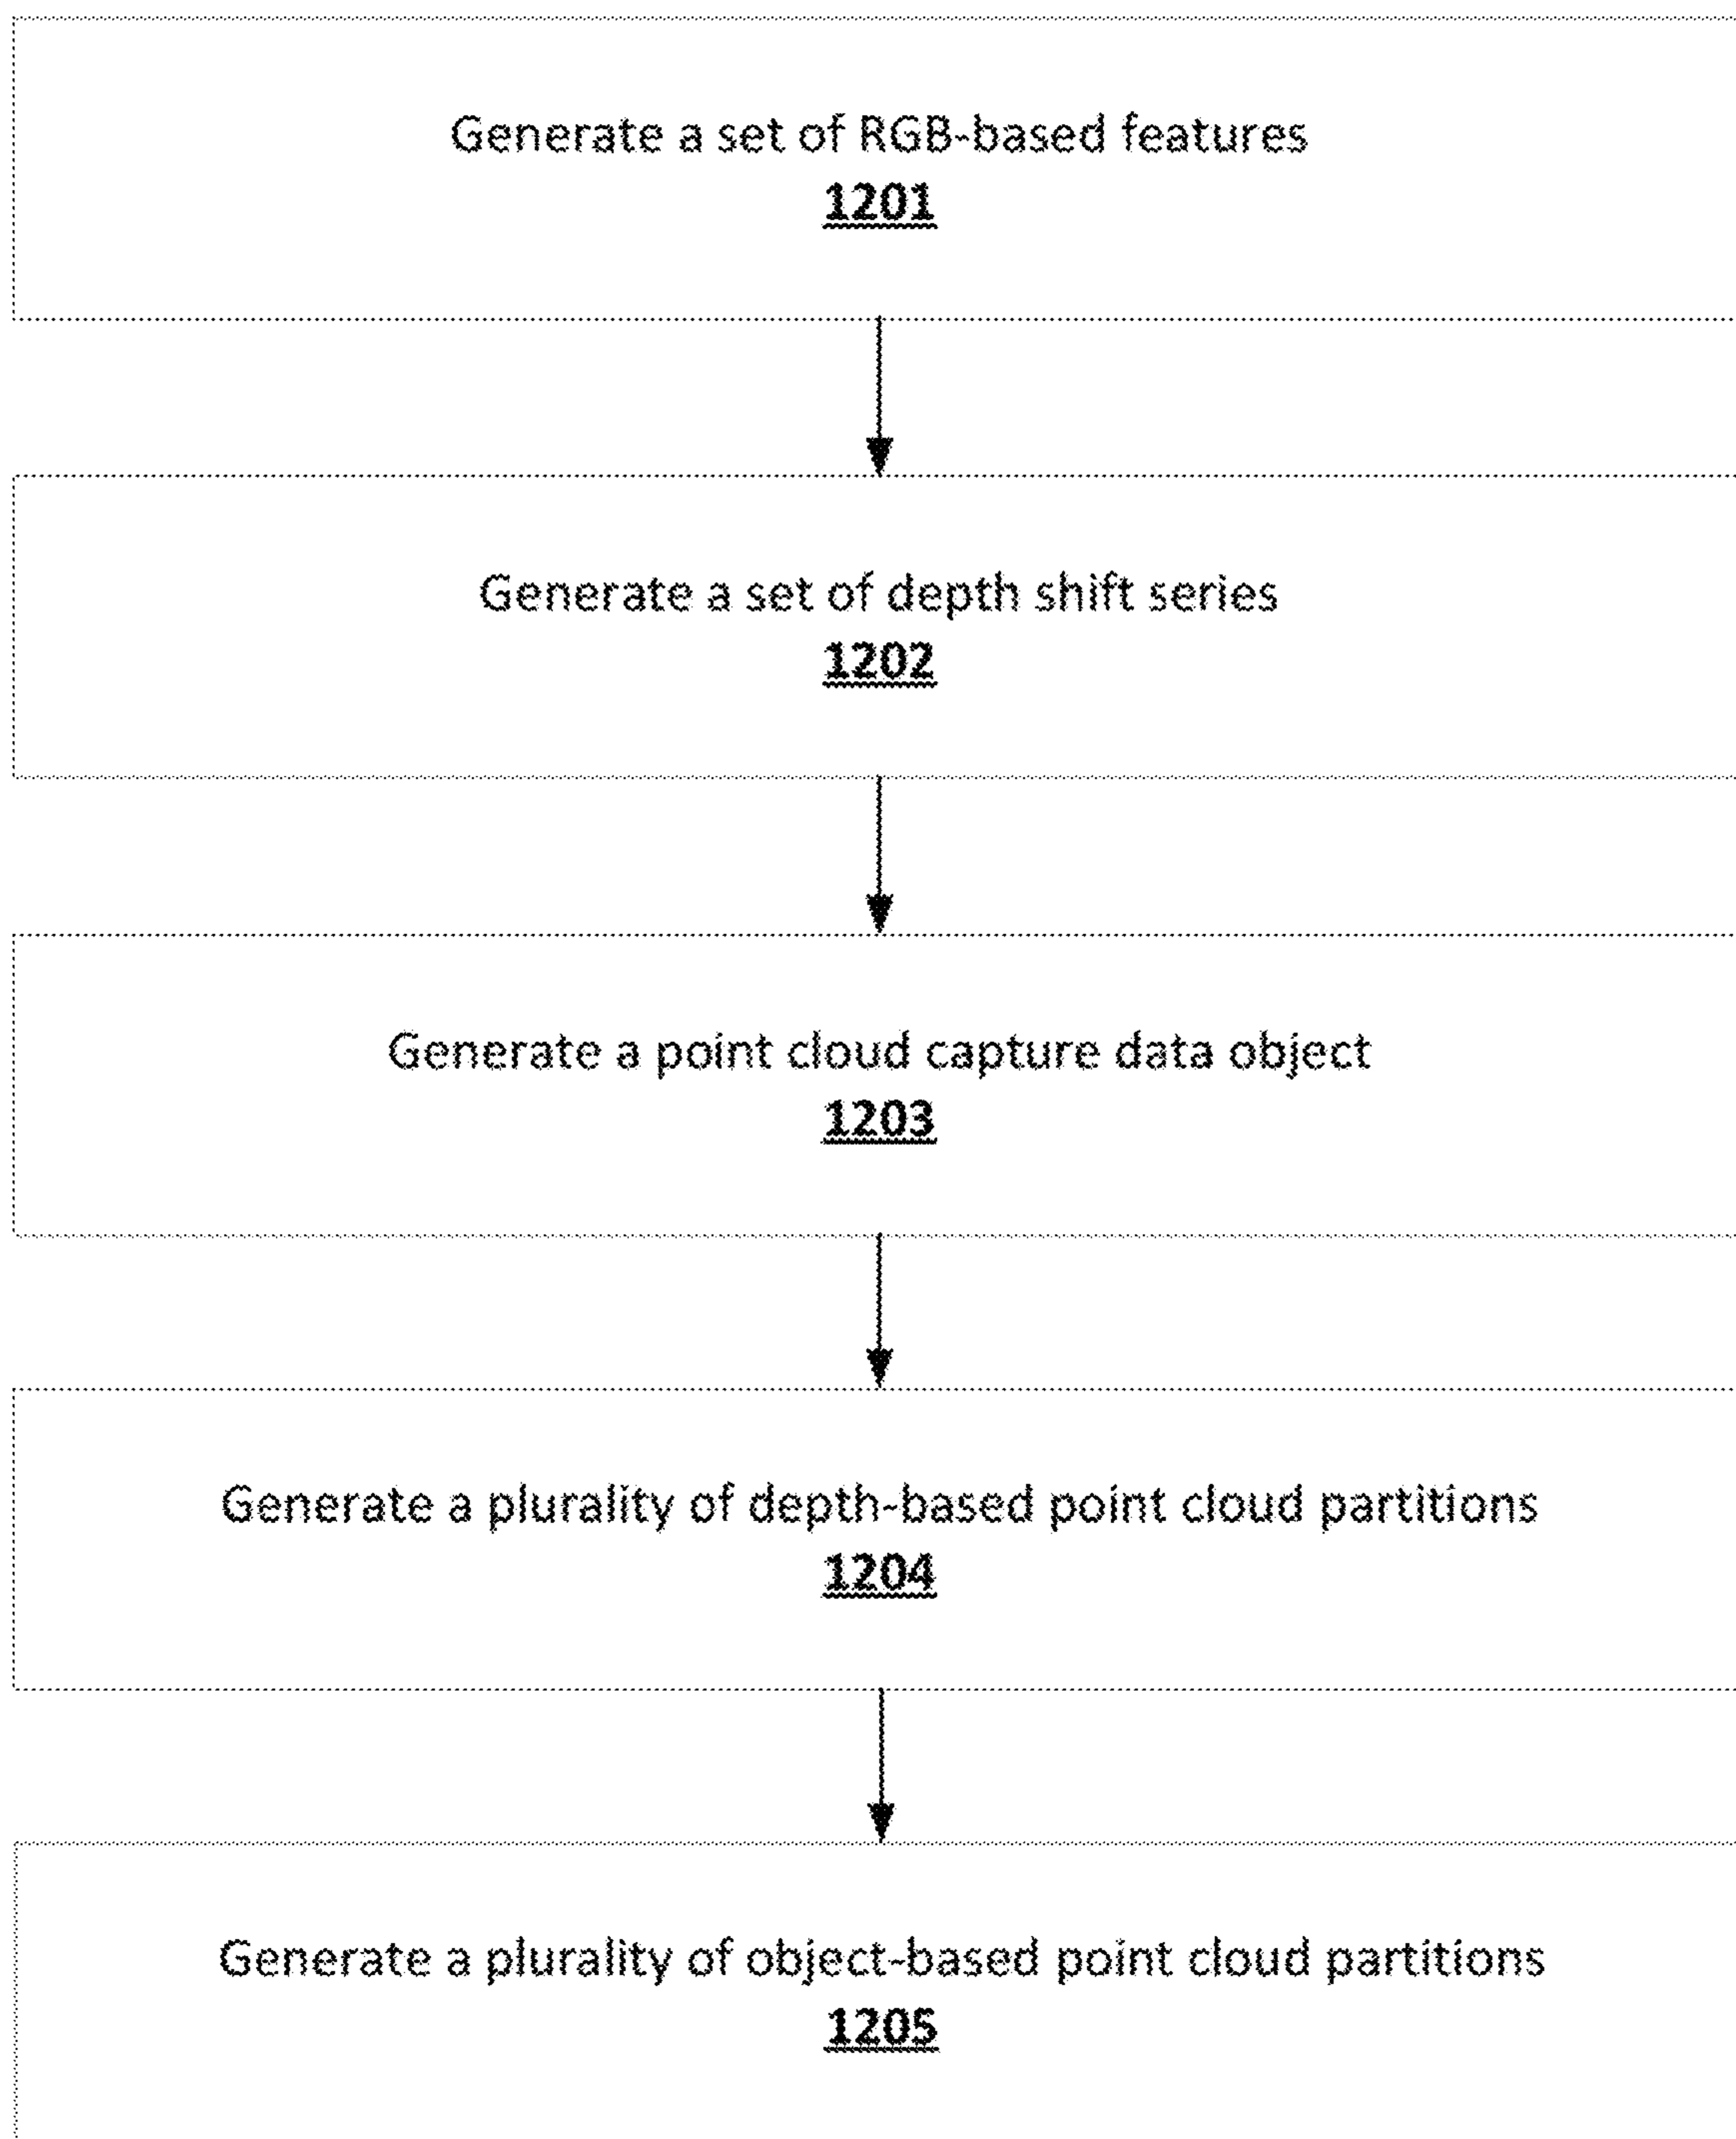 Generate a set of RGB-based features
1201
Generate a set of depth shift series
1202
Generate a point cloud capture data object
1203
Generate a plurality of depth-based point cloud partitions
1204
Generate a plurality of object-based point cloud partitions
1205